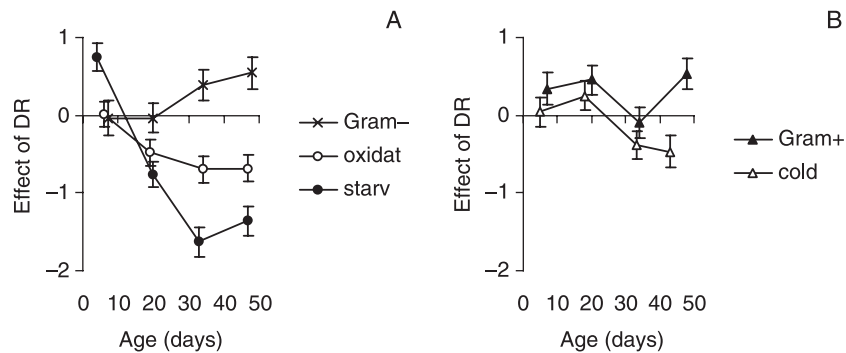 A
1
0
−1
−2
Effect of DR
0 10 20 30 40 50
Age (days)
Gram−
oxidat
starv
B
1
0
−1
−2
Effect of DR
0 10 20 30 40 50
Age (days)
Gram+
cold